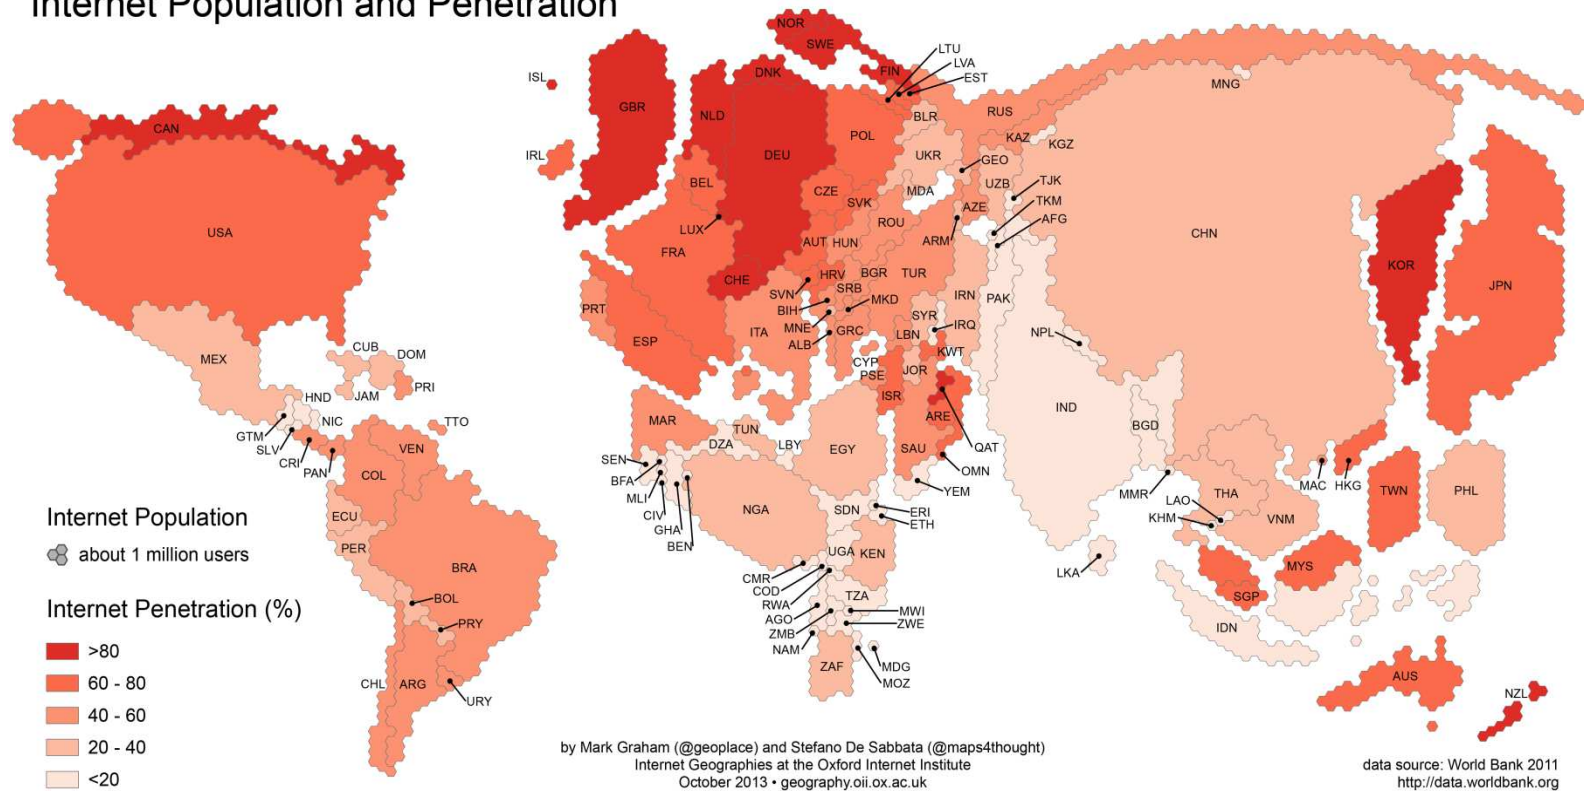 Internet Population and Penetration
NOR
SWE
LTU
LVA
EST
FIN
ISL
DNK
GBR
NLD
MNG
RUS
CAN
BLR
POL
KAZ
KGZ
DEU
UKR
GEO
IRL
BEL
CZE
MDA
UZB
TJK
SVK
AZE
TKM
AFG
LUX
ROU
USA
AUT
HUN
ARM
CHN
FRA
KOR
CHE
HRV
BGR
TUR
JPN
SVN
SRB
IRN
PAK
PRT
BIH
MKD
SYR
IRQ
MNE
ITA
GRC
LBN
NPL
ESP
ALB
MEX
CUB
DOM
CYP
KWT
PSE
JOR
PRI
HND
JAM
ISR
IND
ARE
NIC
TTO
MAR
TUN
BGD
GTM
SLV
DZA
LBY
EGY
SAU
QAT
CRI
VEN
SEN
OMN
PAN
COL
BFA
MLI
YEM
MAC
HKG
TWN
PHL
MMR
LAO
THA
CIV
NGA
SDN
ERI
ETH
KHM
VNM
ECU
GHA
BEN
PER
UGA
KEN
LKA
MYS
BRA
CMR
COD
RWA
TZA
SGP
BOL
AGO
MWI
PRY
ZMB
ZWE
IDN
NAM
ZAF
MDG
MOZ
AUS
CHL
ARG
URY
NZL
Internet Population
about 1 million users
Internet Penetration (%)
>80
60 - 80
40 - 60
20 - 40
<20
by Mark Graham (@geoplace) and Stefano De Sabbata (@maps4thought)
Internet Geographies at the Oxford Internet Institute
October 2013 • geography.oii.ox.ac.uk
data source: World Bank 2011
http://data.worldbank.org